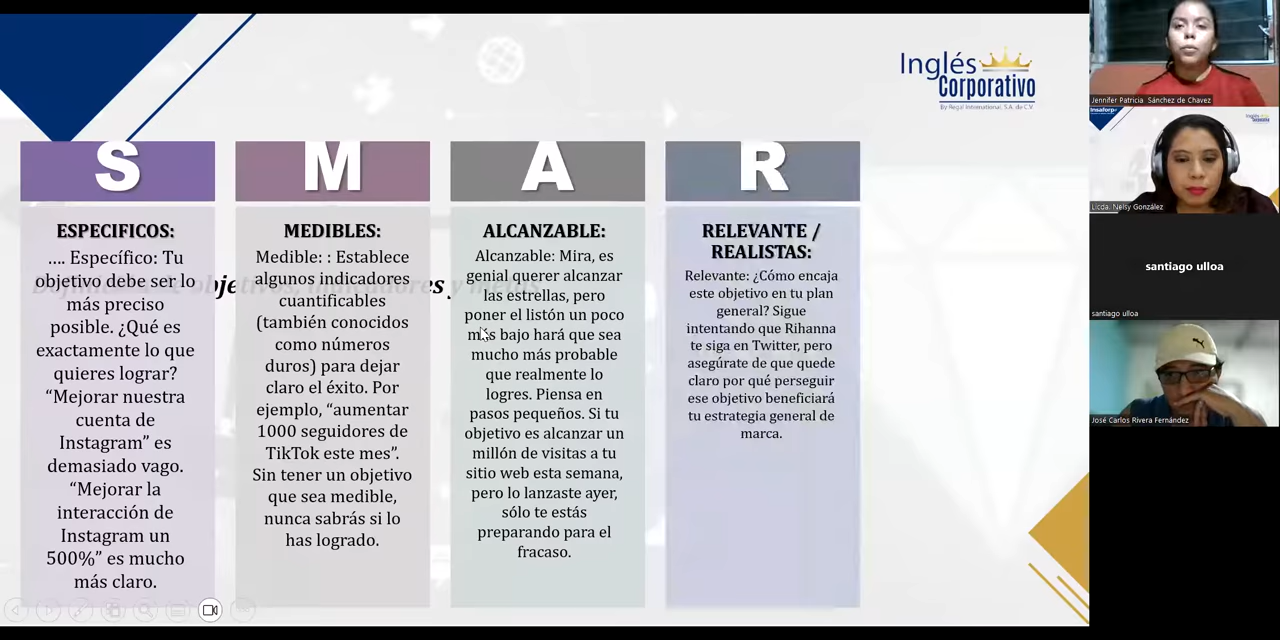 Inglés
Corporativo
By Regal International, S.A. de C.V.
S
ESPECIFICOS:
.... Específico: Tu
objetivo debe ser lo
más preciso
posible. ¿Qué es
exactamente lo que
quieres lograr?
“Mejorar nuestra
cuenta de
Instagram” es
demasiado vago.
“Mejorar la
interacción de
Instagram un
500%” es mucho
más claro.
M
MEDIBLES:
Medible: : Establece
algunos indicadores
cuantificables
(también conocidos
como números
duros) para dejar
claro el éxito. Por
ejemplo, “aumentar
1000 seguidores de
TikTok este mes”.
Sin tener un objetivo
que sea medible,
nunca sabrás si lo
has logrado.
A
ALCANZABLE:
Alcanzable: Mira, es
genial querer alcanzar
las estrellas, pero
poner el listón un poco
más bajo hará que sea
mucho más probable
que realmente lo
logres. Piensa en
pasos pequeños. Si tu
objetivo es alcanzar un
millón de visitas a tu
sitio web esta semana,
pero lo lanzaste ayer,
sólo te estás
preparando para el
fracaso.
R
RELEVANTE /
REALISTAS:
Relevante: ¿Cómo encaja
este objetivo en tu plan
general? Sigue
intentando que Rihanna
te siga en Twitter, pero
asegúrate de que quede
claro por qué perseguir
ese objetivo beneficiará
tu estrategia general de
marca.
Jennifer Patricia Sánchez de Chavez
Insaforp
Inglés
Licda. Neisy González
santiago ulloa
santiago ulloa
José Carlos Rivera Fernández